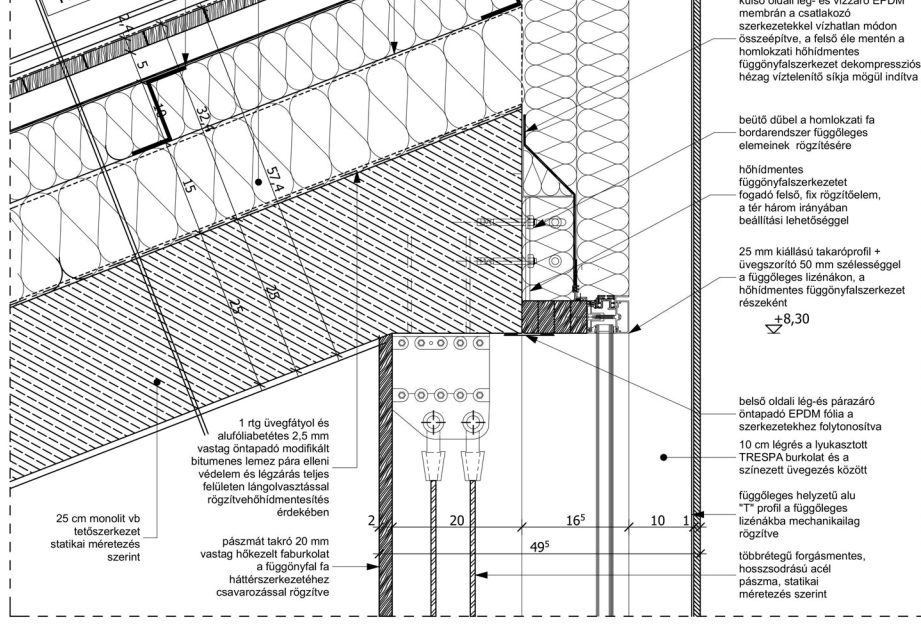 külső oldali lég- és vízzáró EPDM
membrán a csatlakozó
szerkezetekkel vízhatlan módon
összeépítve, a felső éle mentén a
homlokzati hőhídmentes
függönyfalszerkezet dekompressziós
hézag víztelenítő síkja mögül indítva
beütő dűbel a homlokzati fa
bordarendszer függőleges
elemeinek rögzítésére
hőhídmentes
függönyfalszerkezetet
fogadó felső, fix rögzítőelem,
a tér három irányában
beállítási lehetőséggel
25 mm kiállású takaróprofil +
üvegszorító 50 mm szélességgel
a függőleges lizénákon, a
hőhídmentes függönyfalszerkezet
részeként
+8,30
belső oldali lég-és párazáró
öntapadó EPDM fólia a
szerkezetekhez folytonosítva
10 cm légrés a lyukasztott
TRESPA burkolat és a
színezett üvegezés között
függőleges helyzetű alu
"T" profil a függőleges
lizénákba mechanikailag
rögzítve
többrétegű forgásmentes,
hosszsodrású acél
pászma, statikai
méretezés szerint
1 rtg üvegfátyol és
alufóliabetétes 2,5 mm
vastag öntapadó modifikált
bitumenes lemez pára elleni
védelem és légzárás teljes
felületen lángolvasztással
rögzítvehőhídmentesítés
érdekében
25 cm monolit vb
tetőszerkezet
statikai méretezés
szerint
pászmát takró 20 mm
vastag hőkezelt faburkolat
a függönyfal fa
háttérszerkezetéhez
csavarozással rögzítve
5
10
15
25
57,4
25
2
20
16⁵
10
1
49⁵